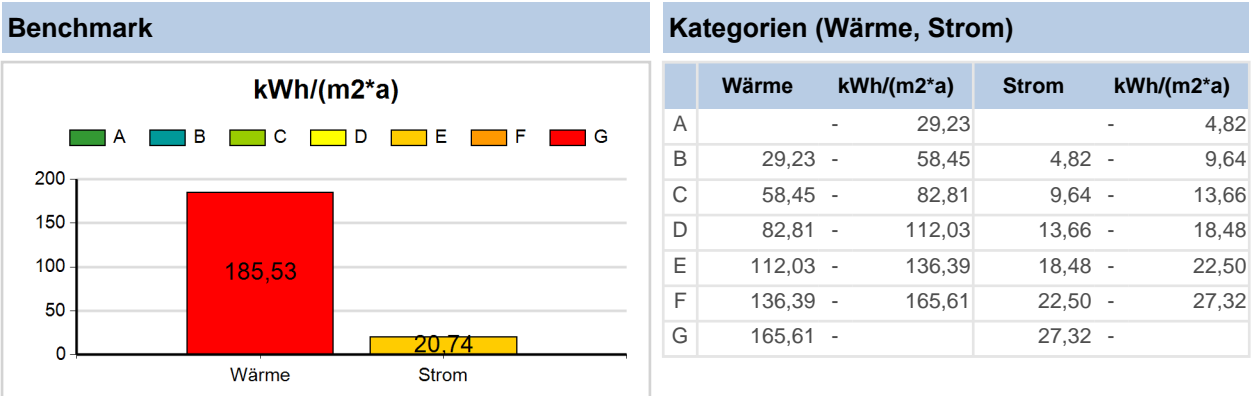 Benchmark
kWh/(m2*a)
A B C D E F G
200
150
100
50
0
185,53
20,74
Wärme Strom
Kategorien (Wärme, Strom)
Wärme kWh/(m2*a) Strom kWh/(m2*a)
A - 29,23 - 4,82
B 29,23 - 58,45 4,82 - 9,64
C 58,45 - 82,81 9,64 - 13,66
D 82,81 - 112,03 13,66 - 18,48
E 112,03 - 136,39 18,48 - 22,50
F 136,39 - 165,61 22,50 - 27,32
G 165,61 - 27,32 -